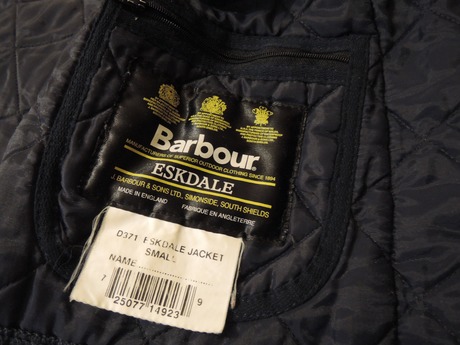 Barbour®
MANUFACTURERS OF SUPERIOR OUTDOOR CLOTHING SINCE 1894
ESKDALE
J. BARBOUR & SONS LTD., SIMONSIDE, SOUTH SHIELDS
MADE IN ENGLAND FABRIQUE EN ANGLETERRE
D371 ESKDALE JACKET
SMALL
NAME
7 25077 14923 9